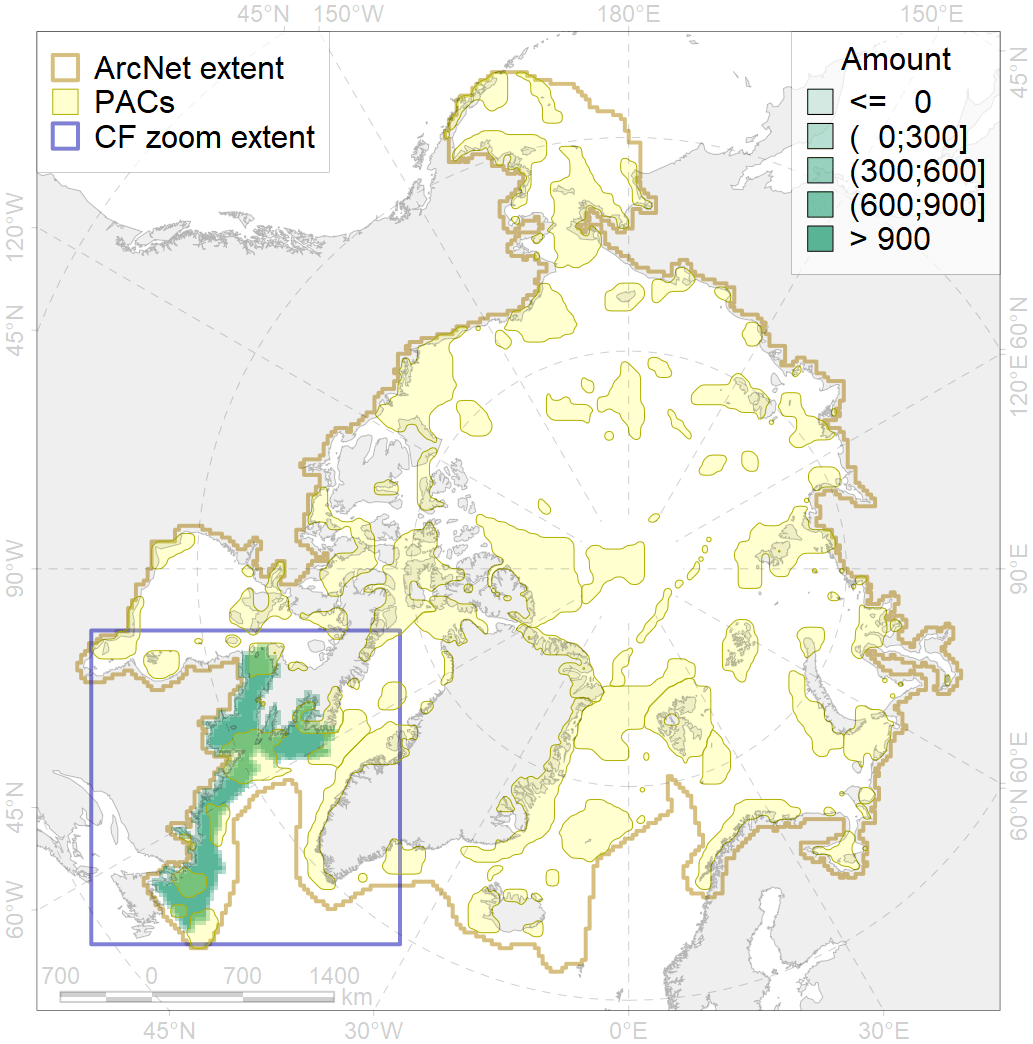 45°N 150°W 180°E 150°E
ArcNet extent
PACs
CF zoom extent
Amount
<= 0
( 0;300]
(300;600]
(600;900]
> 900
45°N
120°W
45°N
90°W
45°N
60°W
60°N
120°E
90°E
60°E
60°N
700 0 700 1400
km
45°N 30°W 0°E 30°E